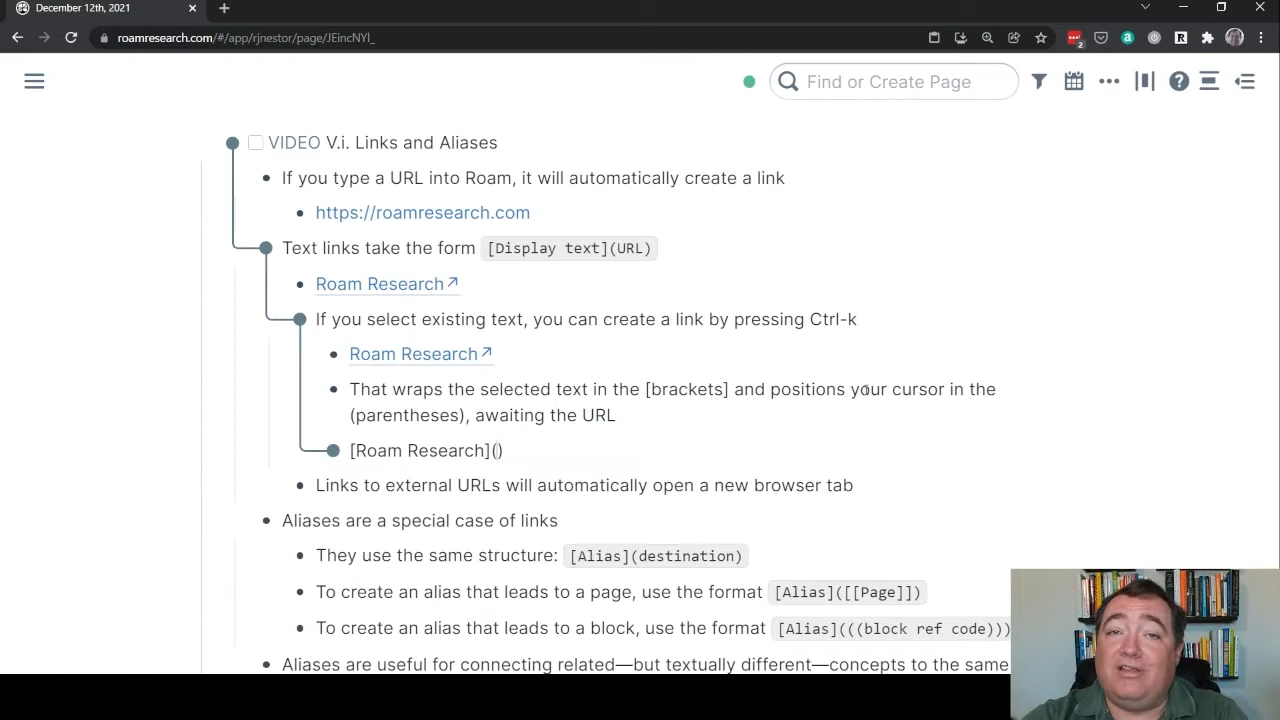 December 12th, 2021
roamresearch.com/#/app/rjnestor/page/JEincNYl_
2
R
Find or Create Page
VIDEO V.i. Links and Aliases
If you type a URL into Roam, it will automatically create a link
https://roamresearch.com
Text links take the form [Display text](URL)
Roam Research
If you select existing text, you can create a link by pressing Ctrl-k
Roam Research
That wraps the selected text in the [brackets] and positions your cursor in the
(parentheses), awaiting the URL
[Roam Research]()
Links to external URLs will automatically open a new browser tab
Aliases are a special case of links
They use the same structure: [Alias](destination)
To create an alias that leads to a page, use the format [Alias]([[Page]])
To create an alias that leads to a block, use the format [Alias](((block ref code)))
Aliases are useful for connecting related—but textually different—concepts to the same